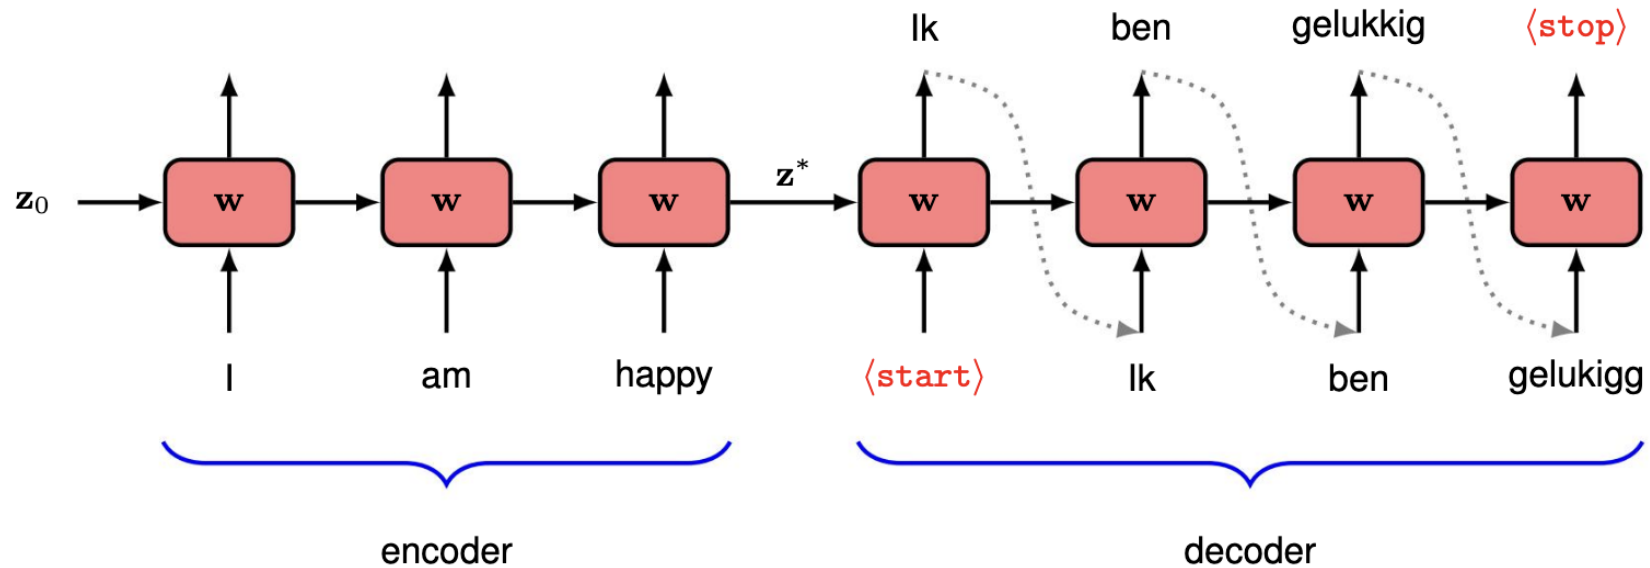 Ik ben gelukkig ⟨stop⟩
z₀ w w w z* w w w w
I am happy ⟨start⟩ Ik ben gelukigg
encoder decoder